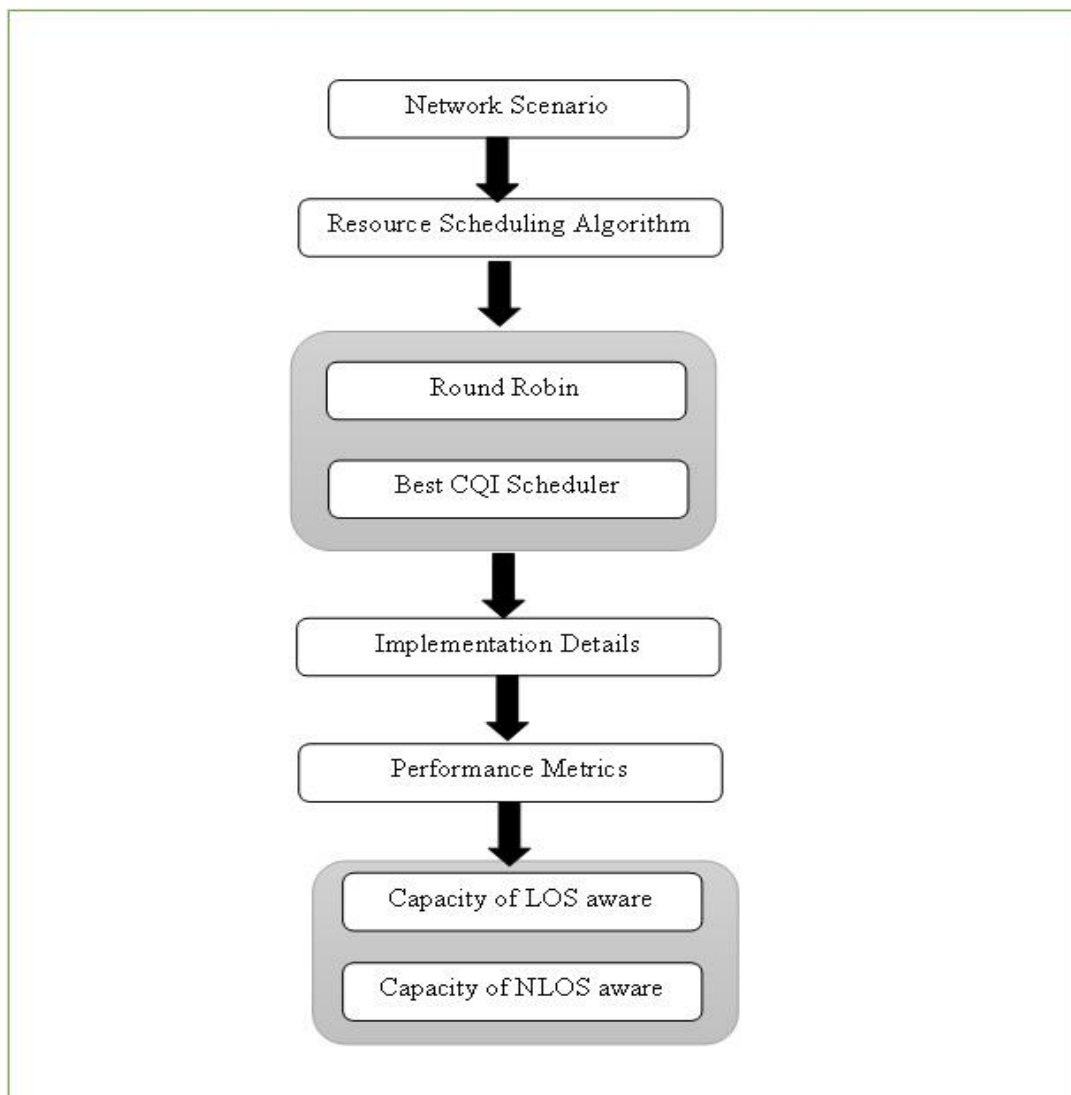 Network Scenario
Resource Scheduling Algorithm
Round Robin
Best CQI Scheduler
Implementation Details
Performance Metrics
Capacity of LOS aware
Capacity of NLOS aware